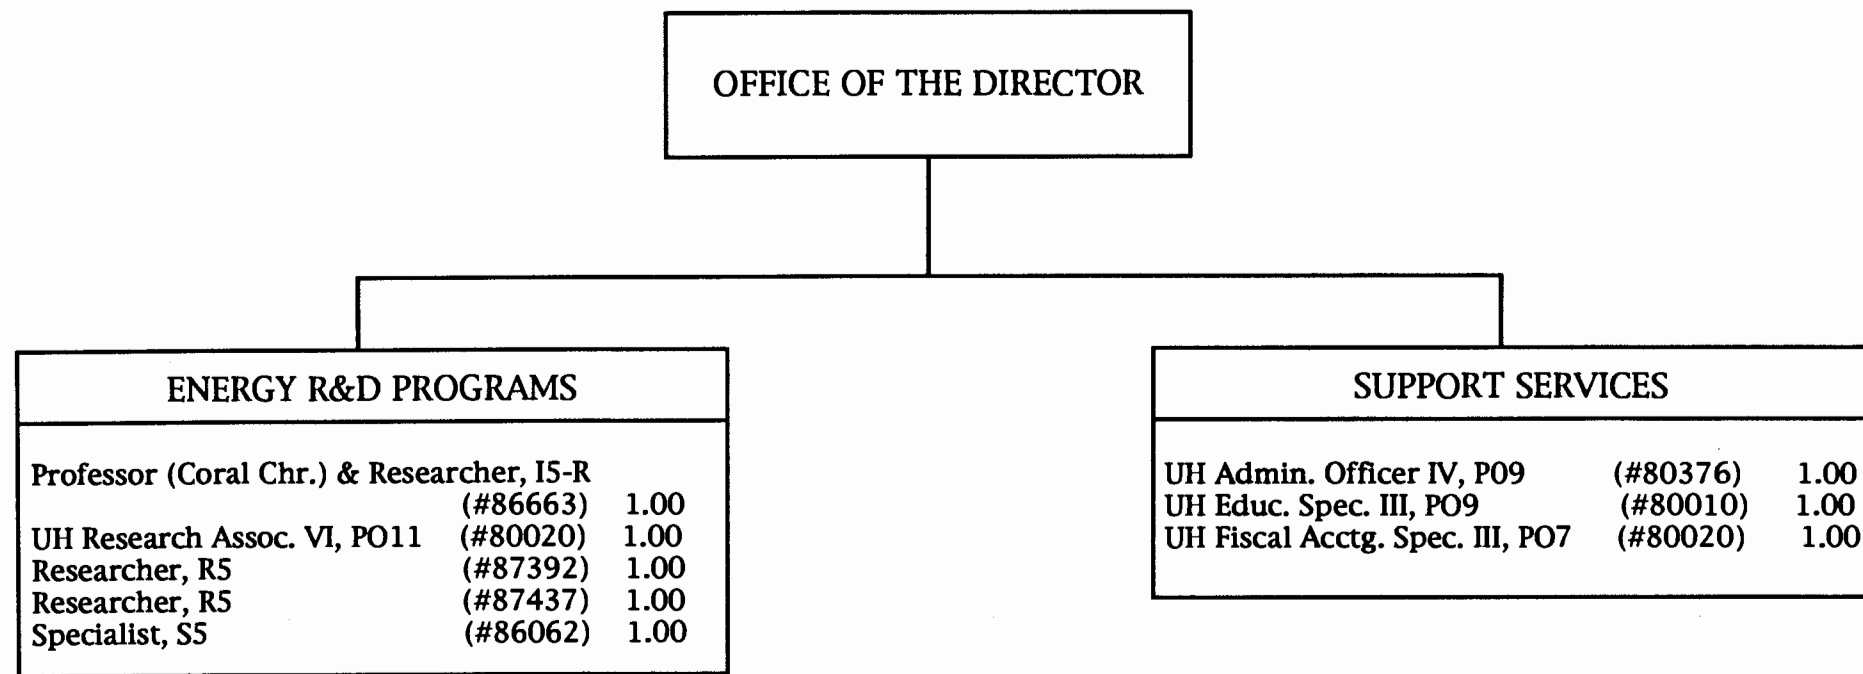 OFFICE OF THE DIRECTOR
ENERGY R&D PROGRAMS
Professor (Coral Chr.) & Researcher, I5-R
(#86663) 1.00
UH Research Assoc. VI, PO11 (#80020) 1.00
Researcher, R5 (#87392) 1.00
Researcher, R5 (#87437) 1.00
Specialist, S5 (#86062) 1.00
SUPPORT SERVICES
UH Admin. Officer IV, P09 (#80376) 1.00
UH Educ. Spec. III, PO9 (#80010) 1.00
UH Fiscal Acctg. Spec. III, PO7 (#80020) 1.00